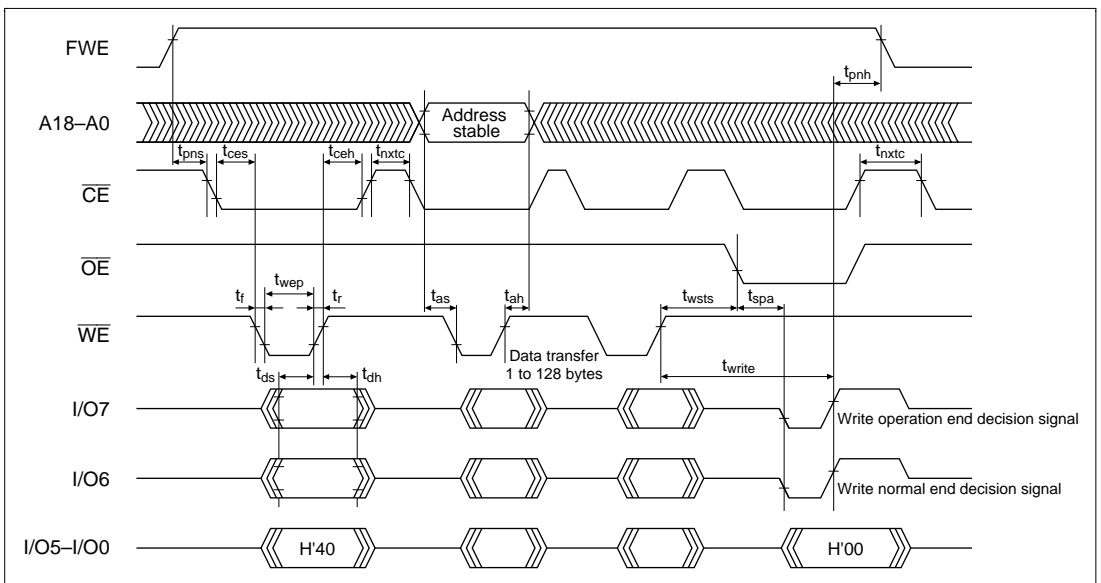 FWE
tpnh
A18–A0
Address
stable
tpns
tces
tceh
tnxtc
tnxtc
CE
OE
twep
tf
tr
tas
tah
twsts
tspa
WE
Data transfer
1 to 128 bytes
tds
tdh
twrite
I/O7
Write operation end decision signal
I/O6
Write normal end decision signal
I/O5–I/O0
H'40
H'00